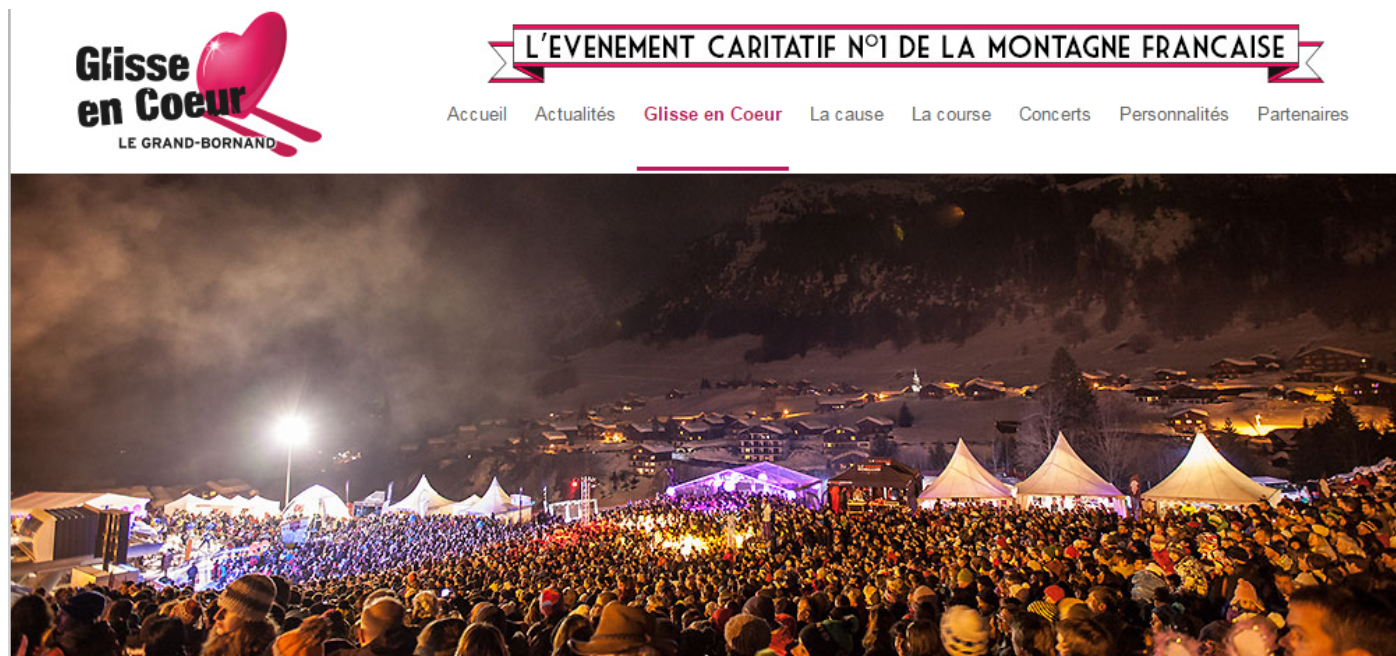 Glisse
en Coeur
LE GRAND-BORNAND
L'EVENEMENT CARITATIF N°1 DE LA MONTAGNE FRANCAISE
Accueil Actualités Glisse en Coeur La cause La course Concerts Personnalités Partenaires